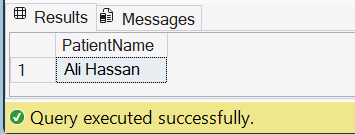 Results Messages
PatientName
1 Ali Hassan
Query executed successfully.